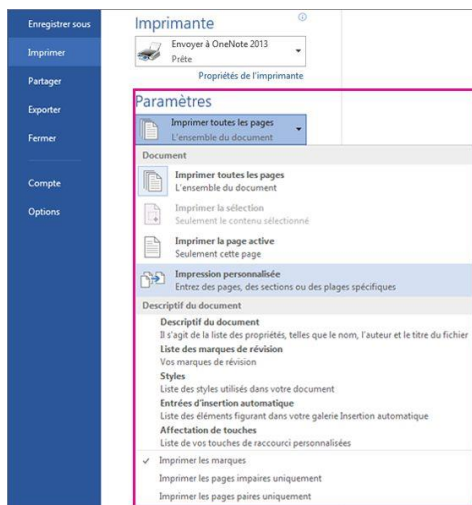 Enregistrer sous
Imprimer
Partager
Exporter
Fermer
Compte
Options
Imprimante
Envoyer à OneNote 2013
Prête
Propriétés de l'imprimante
Paramètres
Imprimer toutes les pages
L'ensemble du document
Document
Imprimer toutes les pages
L'ensemble du document
Imprimer la sélection
Seulement le contenu sélectionné
Imprimer la page active
Seulement cette page
Impression personnalisée
Entrez des pages, des sections ou des plages spécifiques
Descriptif du document
Descriptif du document
Il s'agit de la liste des propriétés, telles que le nom, l'auteur et le titre du fichier
Liste des marques de révision
Vos marques de révision
Styles
Liste des styles utilisés dans votre document
Entrées d'insertion automatique
Liste des éléments figurant dans votre galerie Insertion automatique
Affectation de touches
Liste de vos touches de raccourci personnalisées
Imprimer les marques
Imprimer les pages impaires uniquement
Imprimer les pages paires uniquement